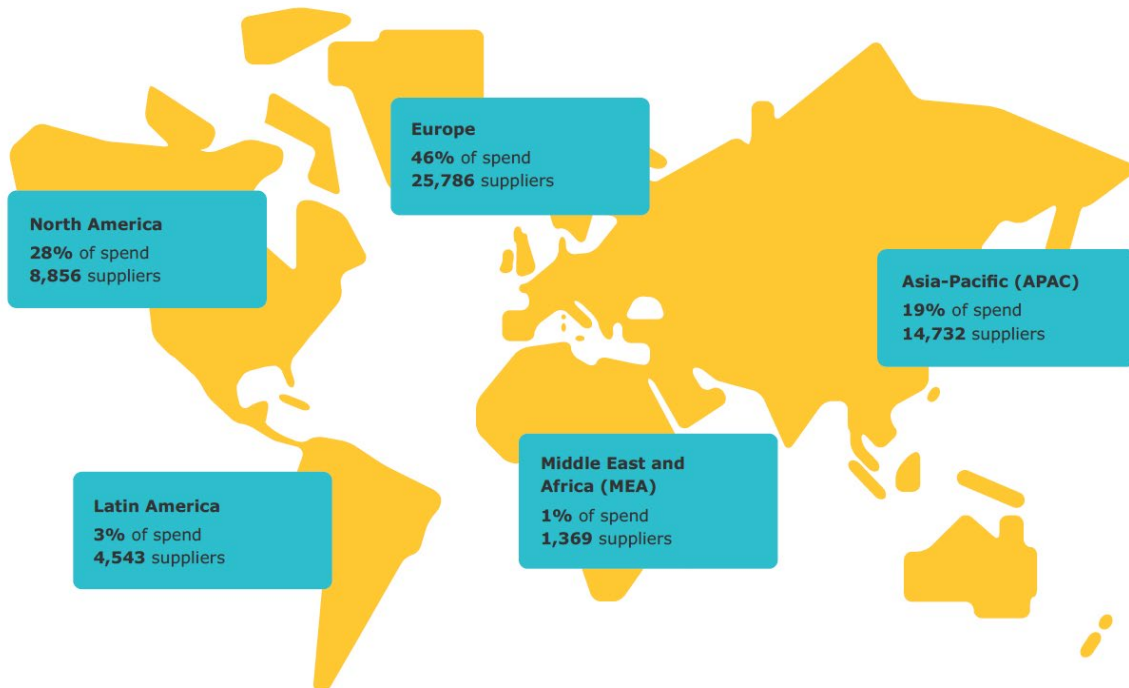 Europe
46% of spend
25,786 suppliers
North America
28% of spend
8,856 suppliers
Asia-Pacific (APAC)
19% of spend
14,732 suppliers
Middle East and
Africa (MEA)
1% of spend
1,369 suppliers
Latin America
3% of spend
4,543 suppliers